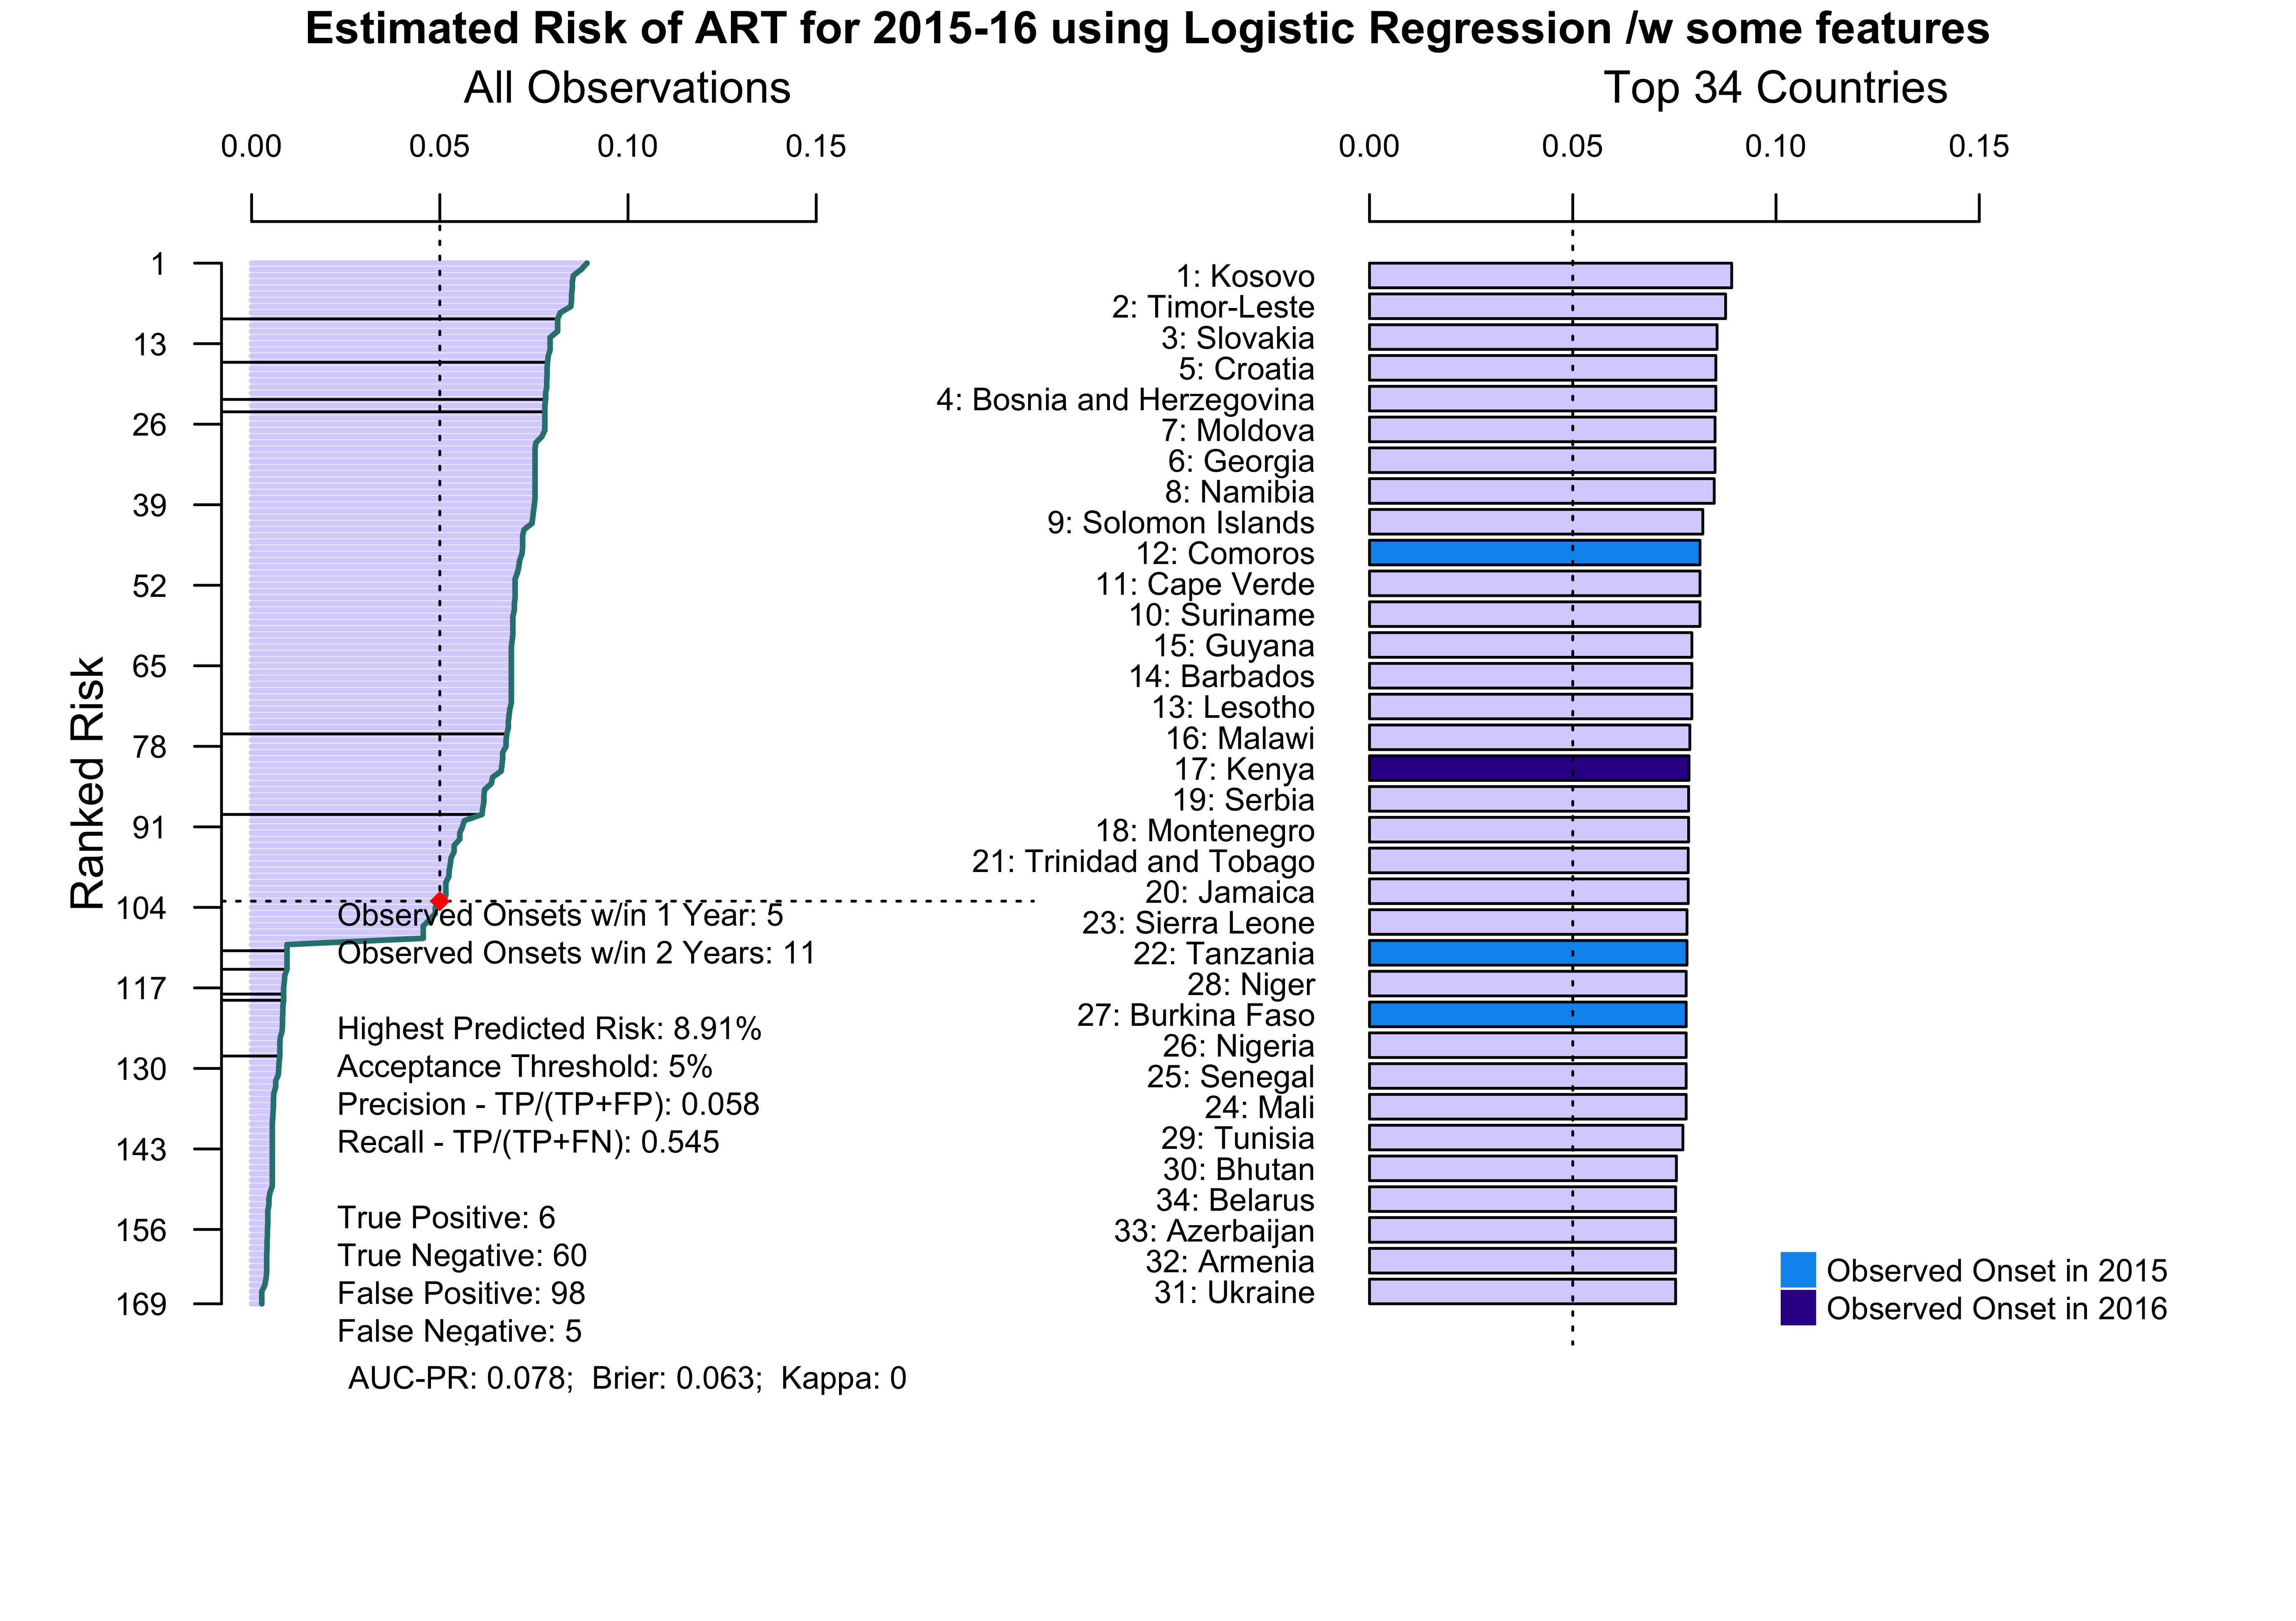 Estimated Risk of ART for 2015-16 using Logistic Regression /w some features
All Observations
0.00 0.05 0.10 0.15
Ranked Risk
1
13
26
39
52
65
78
91
104
117
130
143
156
169
Observed Onsets w/in 1 Year: 5
Observed Onsets w/in 2 Years: 11
Highest Predicted Risk: 8.91%
Acceptance Threshold: 5%
Precision - TP/(TP+FP): 0.058
Recall - TP/(TP+FN): 0.545
True Positive: 6
True Negative: 60
False Positive: 98
False Negative: 5
AUC-PR: 0.078;  Brier: 0.063;  Kappa: 0
Top 34 Countries
0.00 0.05 0.10 0.15
1: Kosovo
2: Timor-Leste
3: Slovakia
5: Croatia
4: Bosnia and Herzegovina
7: Moldova
6: Georgia
8: Namibia
9: Solomon Islands
12: Comoros
11: Cape Verde
10: Suriname
15: Guyana
14: Barbados
13: Lesotho
16: Malawi
17: Kenya
19: Serbia
18: Montenegro
21: Trinidad and Tobago
20: Jamaica
23: Sierra Leone
22: Tanzania
28: Niger
27: Burkina Faso
26: Nigeria
25: Senegal
24: Mali
29: Tunisia
30: Bhutan
34: Belarus
33: Azerbaijan
32: Armenia
31: Ukraine
Observed Onset in 2015
Observed Onset in 2016